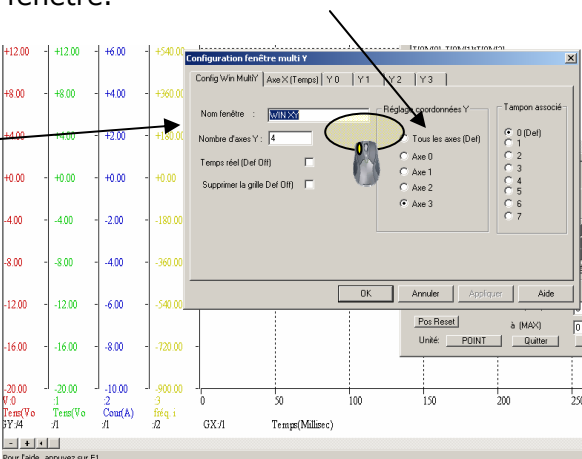 fenêtre.
+12.00 +12.00 +6.00 +540.00
+8.00 +8.00 +4.00 +360.00
+4.00
+0.00 +0.00 +0.00 +0.00
-4.00 -4.00 -2.00 -180.00
-8.00 -8.00 -4.00 -360.00
-12.00 -12.00 -6.00 -540.00
-16.00 -16.00 -8.00 -720.00
-20.00 -20.00 -10.00 -900.00
V:0 :1 :2 :3
Tens(Vo Tens(Vo Cour(A) fréq. i
GY:/4 :/1 :/1 :/2 GX:/1 Temps(Millisec)
0 50 100 150 200
Configuration fenêtre multi Y
Config Win MultiY Axe X (Temps) Y 0 Y 1 Y 2 Y 3
Nom fenêtre : WIN XY
Nombre d'axes Y : 4
Temps réel (Def Off)
Supprimer la grille Def Off)
Réglage coordonnées Y
Tous les axes (Def)
Axe 0
Axe 1
Axe 2
Axe 3
Tampon associé
0 (Def)
1
2
3
4
5
6
7
OK Annuler Appliquer Aide
Pos Reset à (MAX) 0
Unité: POINT Quitter
Pour l'aide, appuyez sur F1